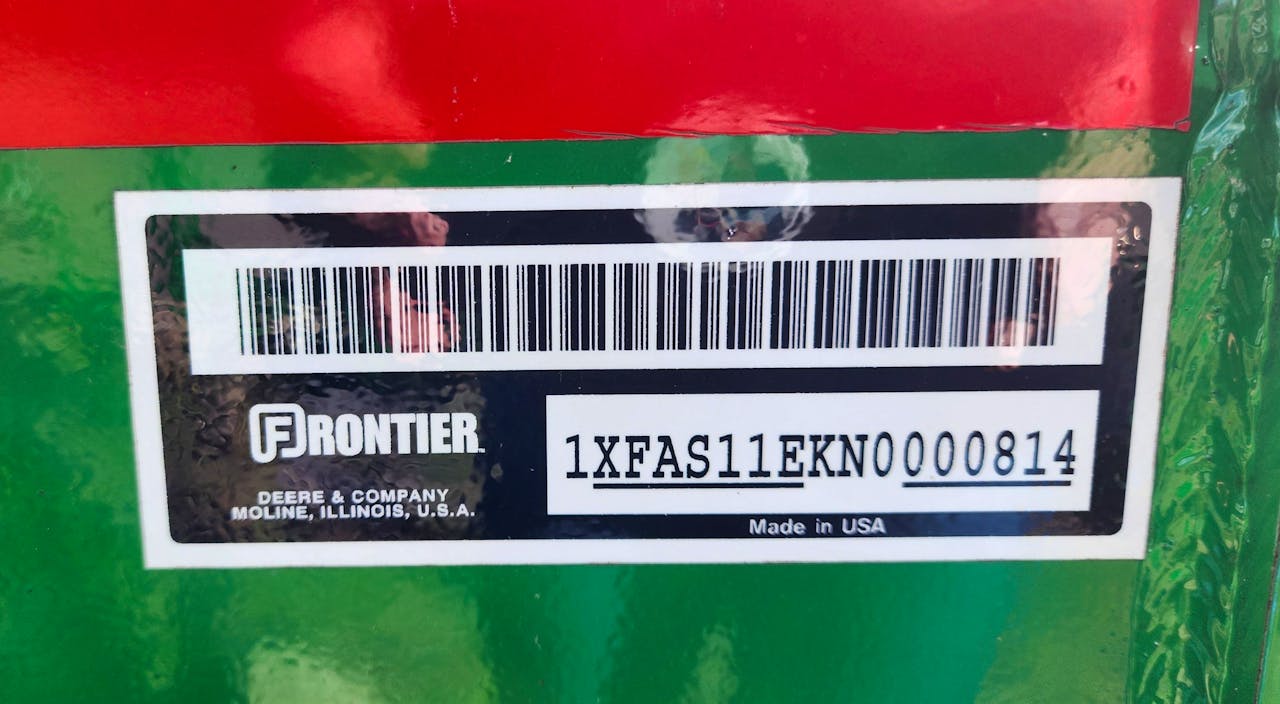 FRONTIER
DEERE & COMPANY
MOLINE, ILLINOIS, U.S.A.
1XFAS11EKN0000814
Made in USA